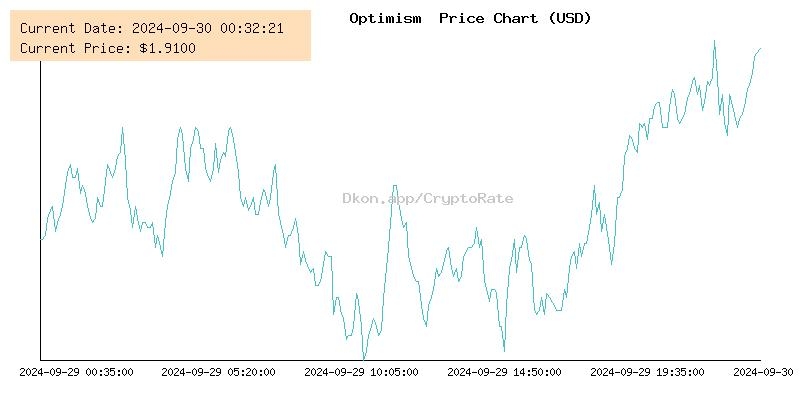 Optimism  Price Chart (USD)
Current Date: 2024-09-30 00:32:21
Current Price: $1.9100
Dkon.app/CryptoRate
2024-09-29 00:35:00 2024-09-29 05:20:00 2024-09-29 10:05:00 2024-09-29 14:50:00 2024-09-29 19:35:00 2024-09-30